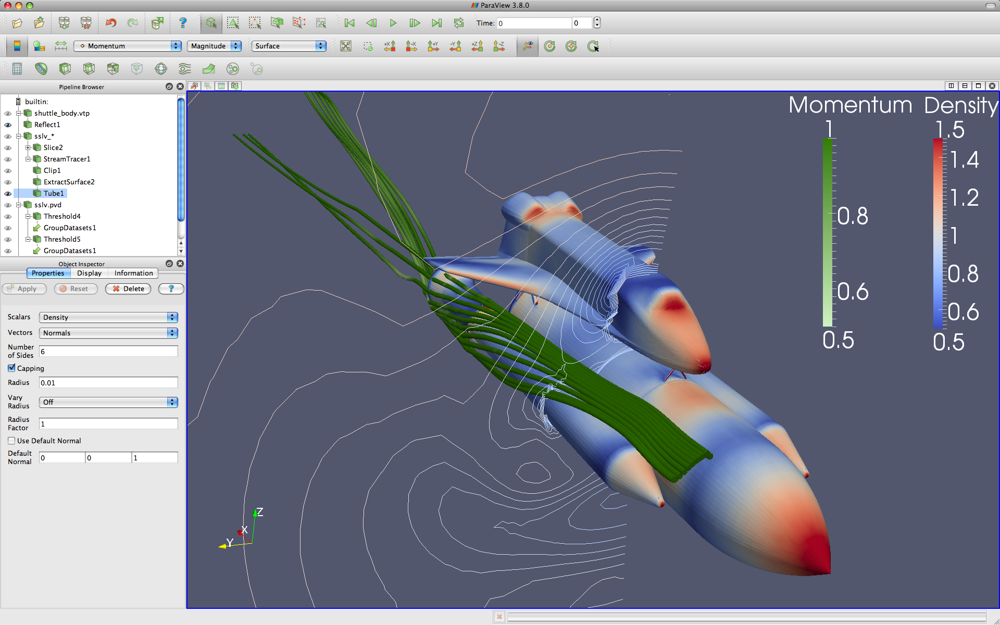 ParaView 3.8.0
Time: 0 0
Momentum Magnitude Surface
+X -X +Y -Y +Z -Z
Pipeline Browser
builtin:
shuttle_body.vtp
Reflect1
sslv_*
Slice2
StreamTracer1
Clip1
ExtractSurface2
Tube1
sslv.pvd
Threshold4
GroupDatasets1
Threshold5
GroupDatasets1
Object Inspector
Properties Display Information
Apply Reset Delete ?
Scalars Density
Vectors Normals
Number
of Sides 6
Capping
Radius 0.01
Vary
Radius Off
Radius
Factor 1
Use Default Normal
Default
Normal 0 0 1
Momentum Density
1 1.5
1.4
1.2
0.8
1
0.8
0.6
0.6
0.5 0.5
Z
X
Y